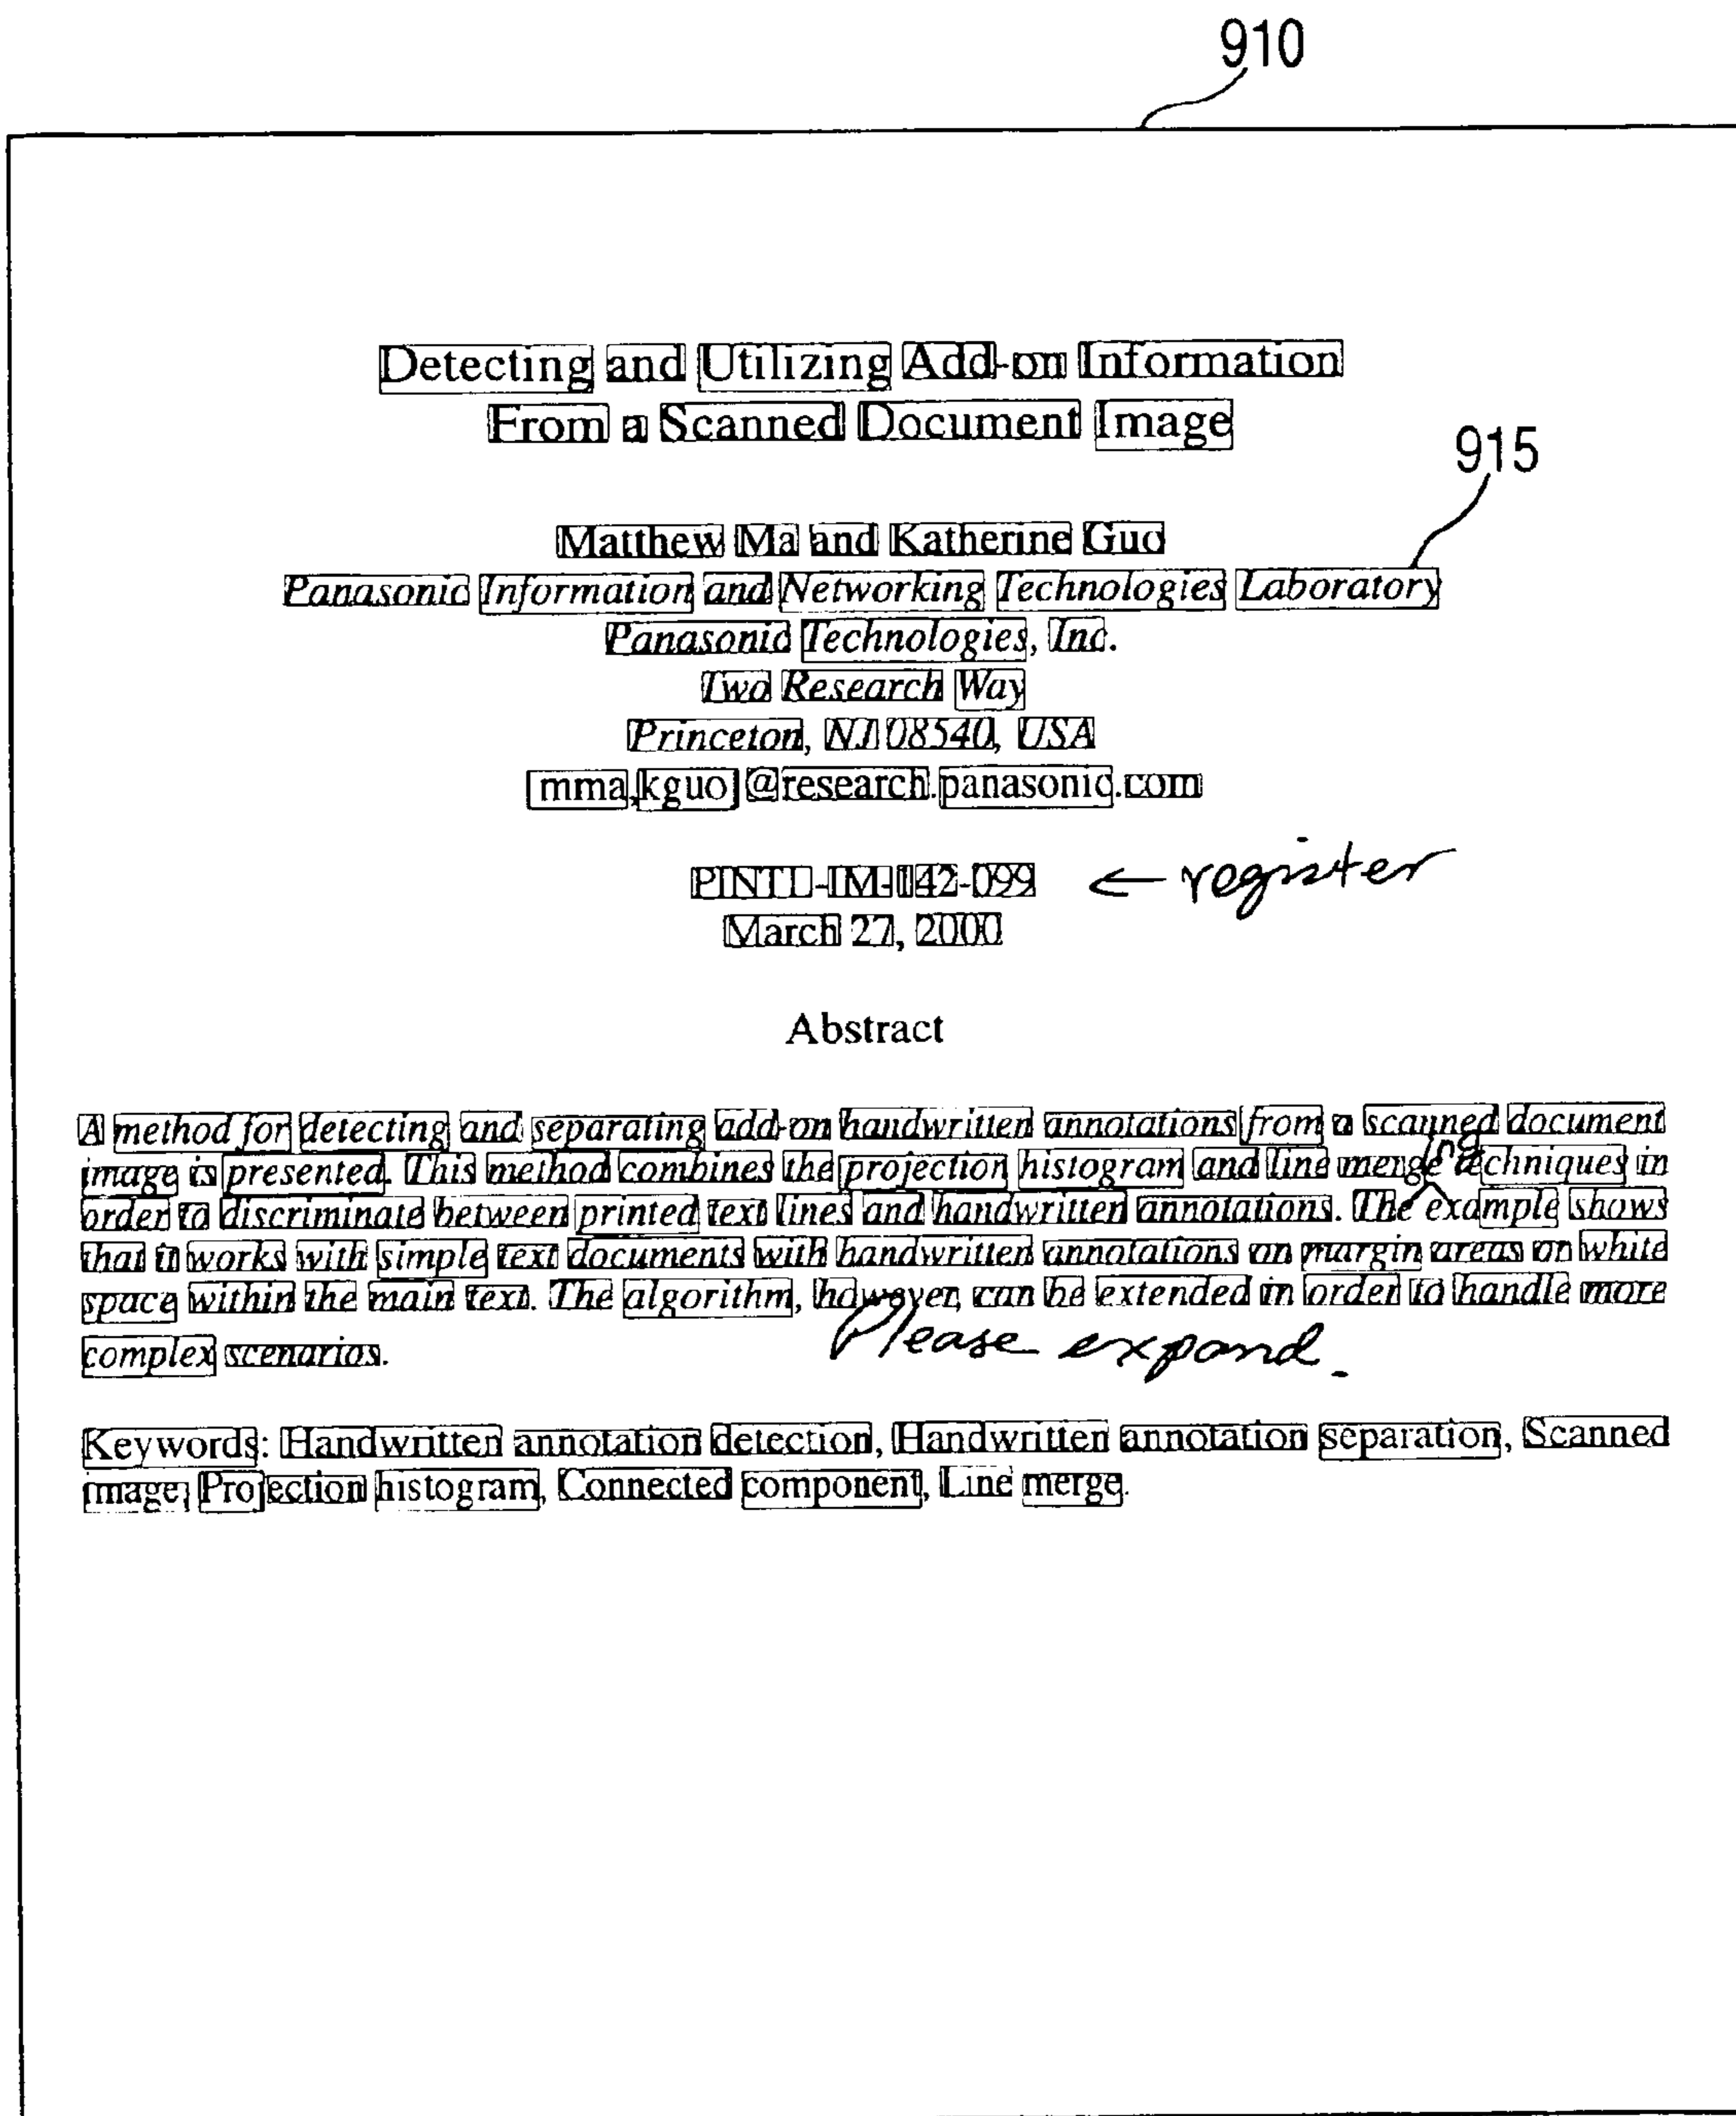 910
Detecting and Utilizing Add-on Information
From a Scanned Document Image
915
Matthew Ma and Katherine Guo
Panasonic Information and Networking Technologies Laboratory
Panasonic Technologies, Inc.
Two Research Way
Princeton, NJ 08540, USA
mma,kguo}@research.panasonic.com
PINTL-IM-142-099 ← register
March 27, 2000
Abstract
A method for detecting and separating add-on handwritten annotations from a scanned document
ing
image is presented. This method combines the projection histogram and line merge techniques in
order to discriminate between printed text lines and handwritten annotations. The example shows
that it works with simple text documents with handwritten annotations on margin areas or white
space within the main text. The algorithm, however, can be extended in order to handle more
complex scenarios. Please expand.
Keywords: Handwritten annotation detection, Handwritten annotation separation, Scanned
image, Projection histogram, Connected component, Line merge.